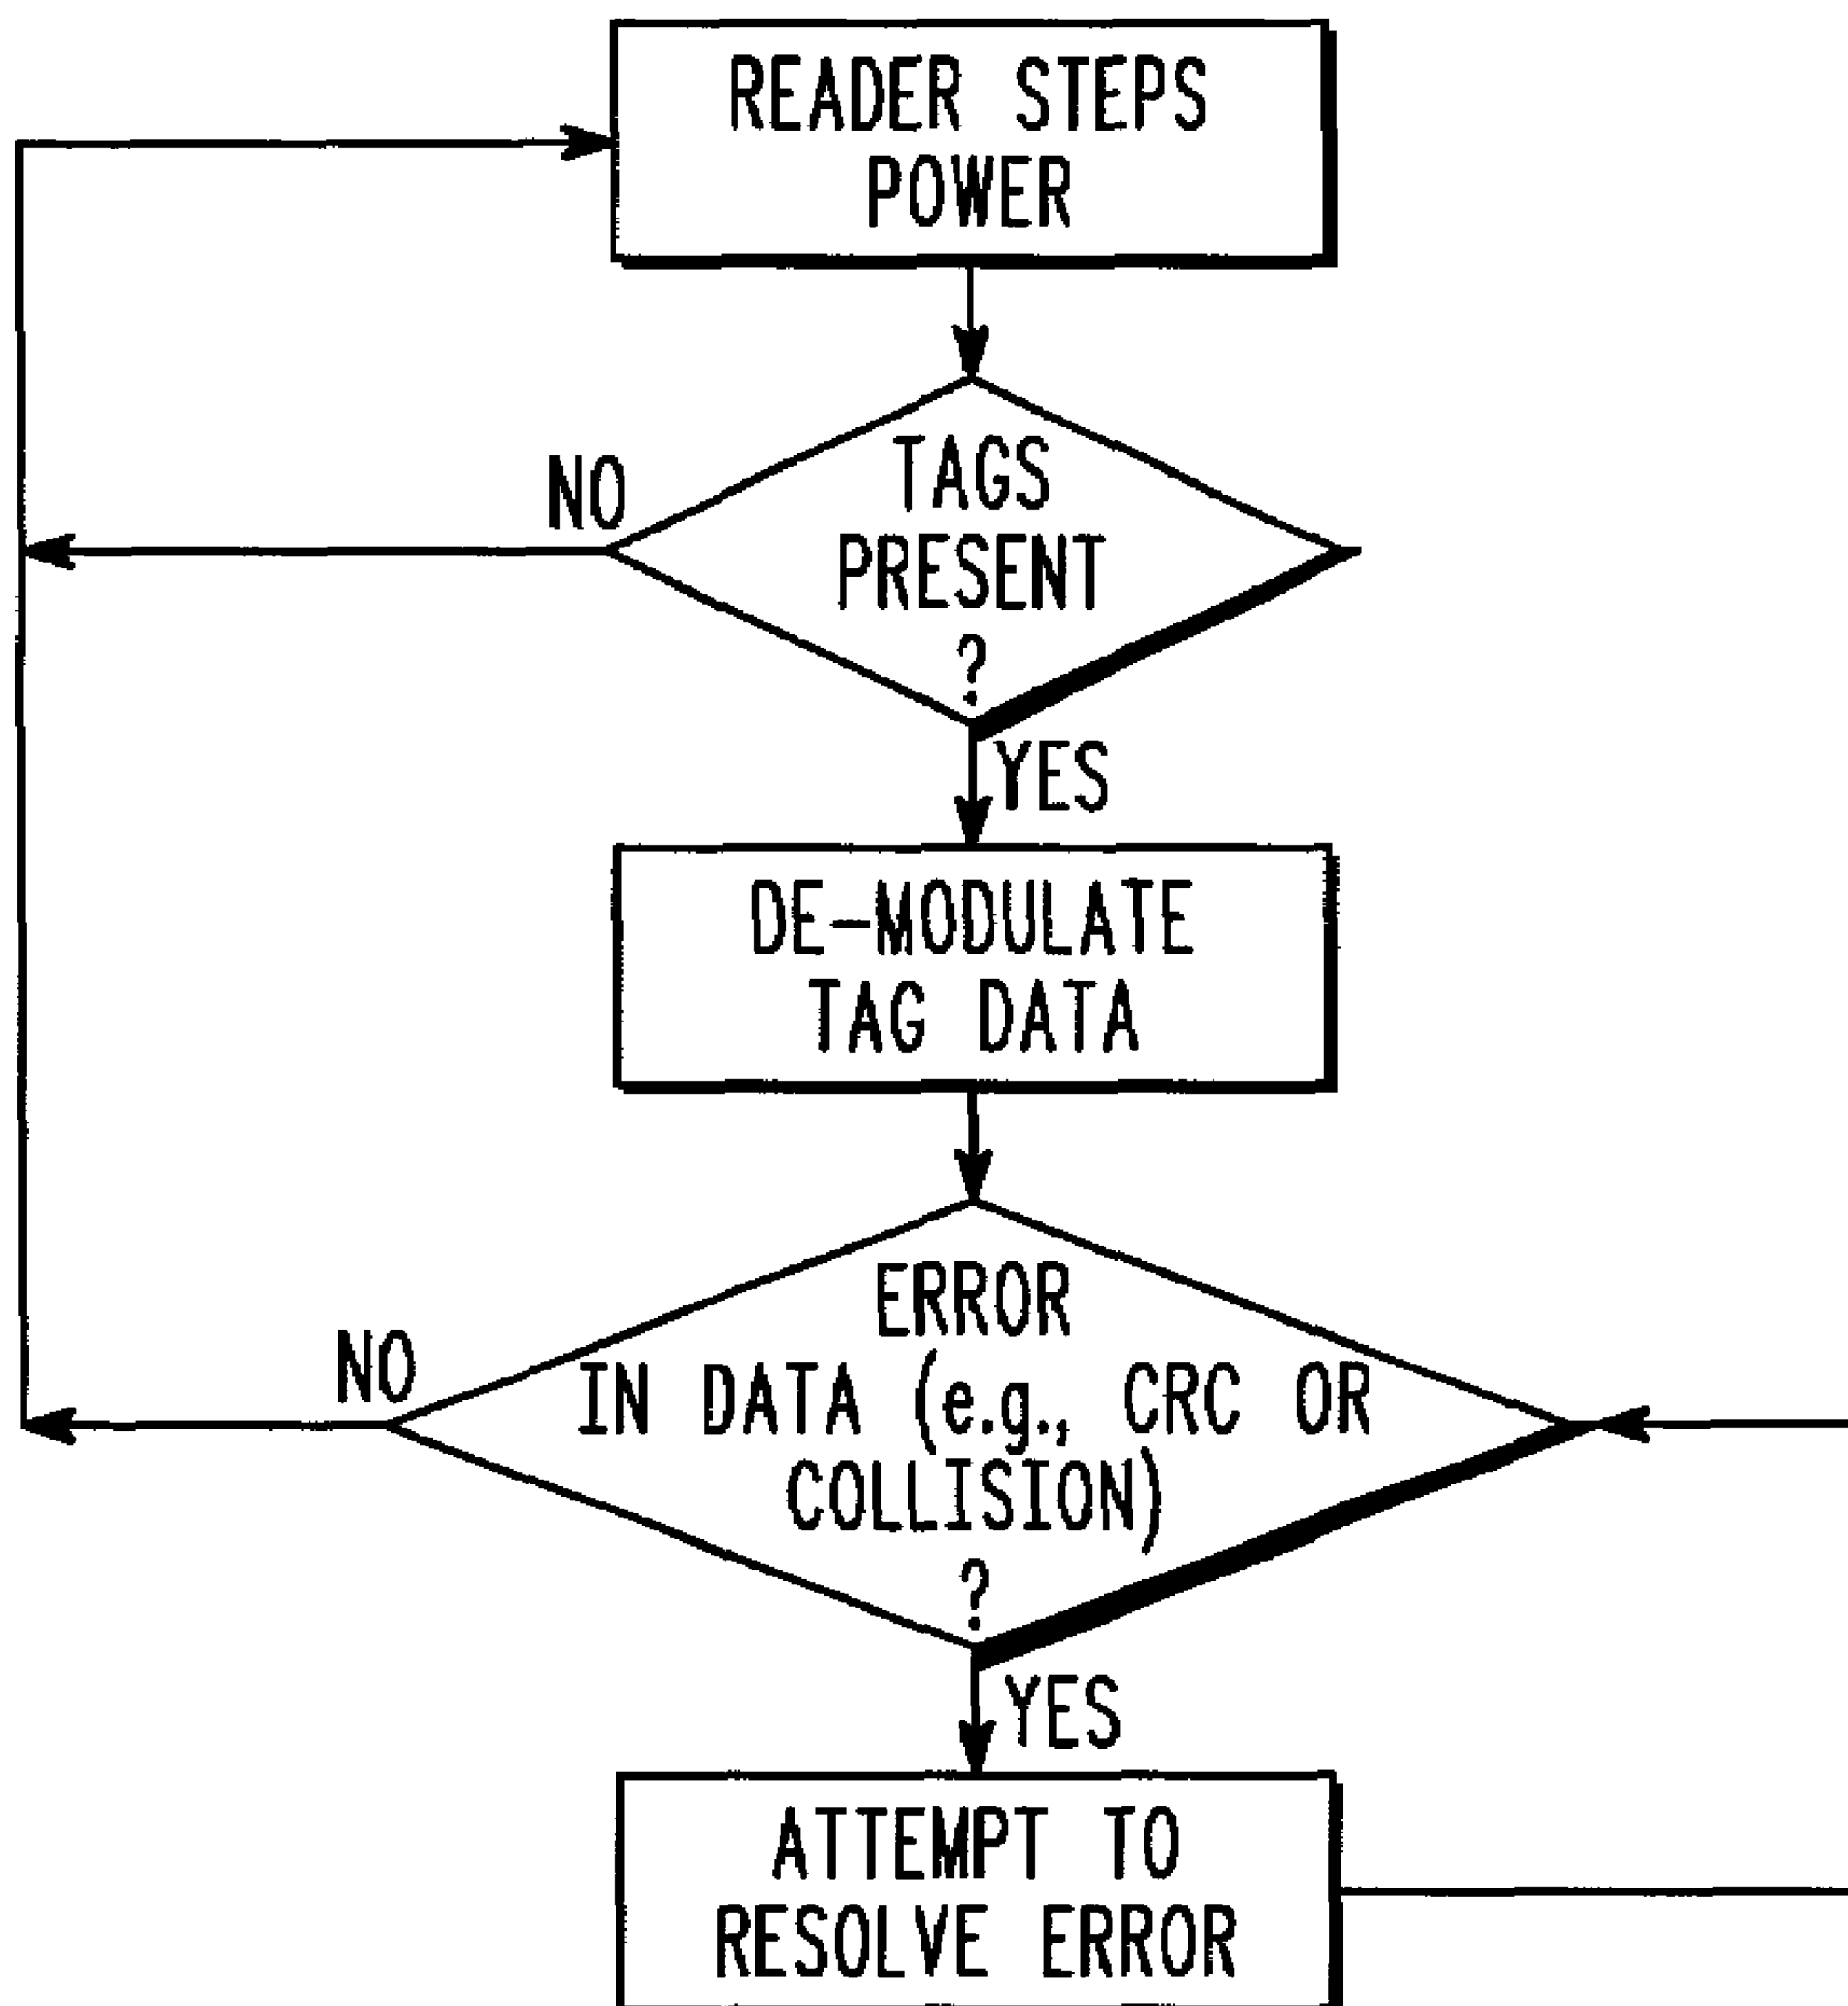 READER STEPS
POWER
TAGS
NO
PRESENT
?
YES
DE-MODULATE
TAG DATA
ERROR
NO
IN DATA (e.g., CRC OR
COLLISION)
?
YES
ATTEMPT TO
RESOLVE ERROR